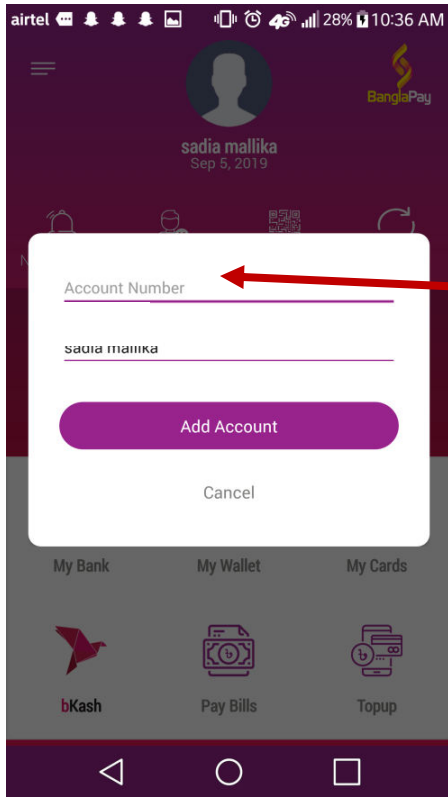 airtel 4G 28% 10:36 AM
BanglaPay
sadia mallika
Sep 5, 2019
N
Account Number
sadia mallika
Add Account
Cancel
My Bank My Wallet My Cards
bKash Pay Bills Topup